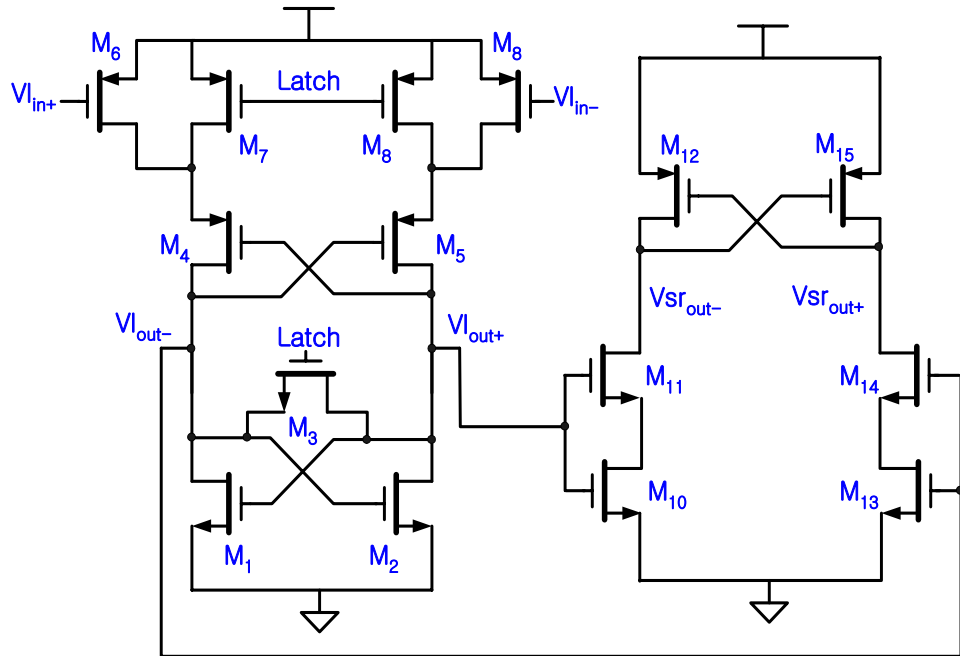 M6
M8
VIin+
Latch
VIin−
M7
M8
M12
M15
M4
M5
VIout−
Latch
VIout+
Vsrout−
Vsrout+
M3
M11
M14
M1
M2
M10
M13